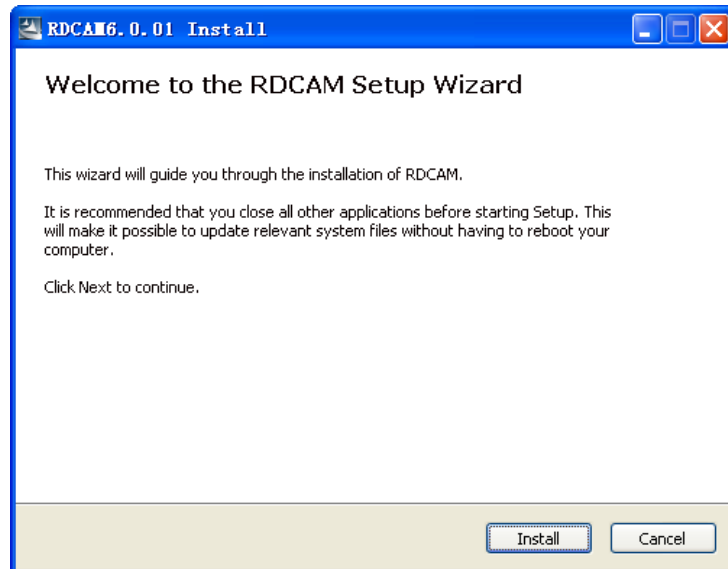 RDCAM6.0.01 Install
Welcome to the RDCAM Setup Wizard
This wizard will guide you through the installation of RDCAM.
It is recommended that you close all other applications before starting Setup. This
will make it possible to update relevant system files without having to reboot your
computer.
Click Next to continue.
Install
Cancel